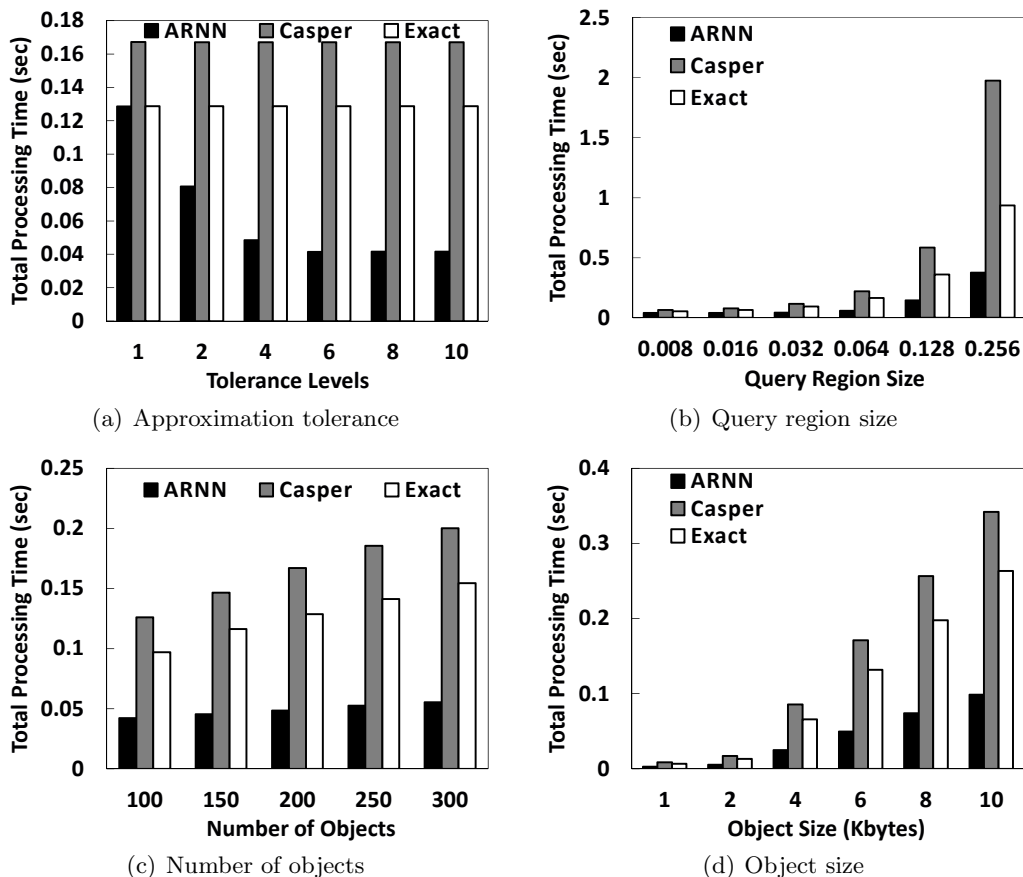 Total Processing Time (sec)
0.18
0.16
0.14
0.12
0.1
0.08
0.06
0.04
0.02
0
ARNN Casper Exact
1 2 4 6 8 10
Tolerance Levels
(a) Approximation tolerance
Total Processing Time (sec)
2.5
2
1.5
1
0.5
0
ARNN
Casper
Exact
0.008 0.016 0.032 0.064 0.128 0.256
Query Region Size
(b) Query region size
Total Processing Time (sec)
0.25
0.2
0.15
0.1
0.05
0
ARNN Casper Exact
100 150 200 250 300
Number of Objects
(c) Number of objects
Total Processing Time (sec)
0.4
0.3
0.2
0.1
0
ARNN
Casper
Exact
1 2 4 6 8 10
Object Size (Kbytes)
(d) Object size